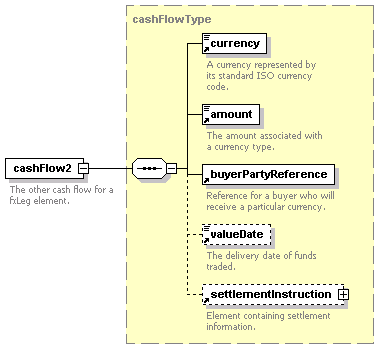 cashFlowType
currency
A currency represented by
its standard ISO currency
code.
amount
The amount associated with
a currency type.
cashFlow2
The other cash flow for a
fxLeg element.
buyerPartyReference
Reference for a buyer who will
receive a particular currency.
valueDate
The delivery date of funds
traded.
settlementInstruction
Element containing settlement
information.